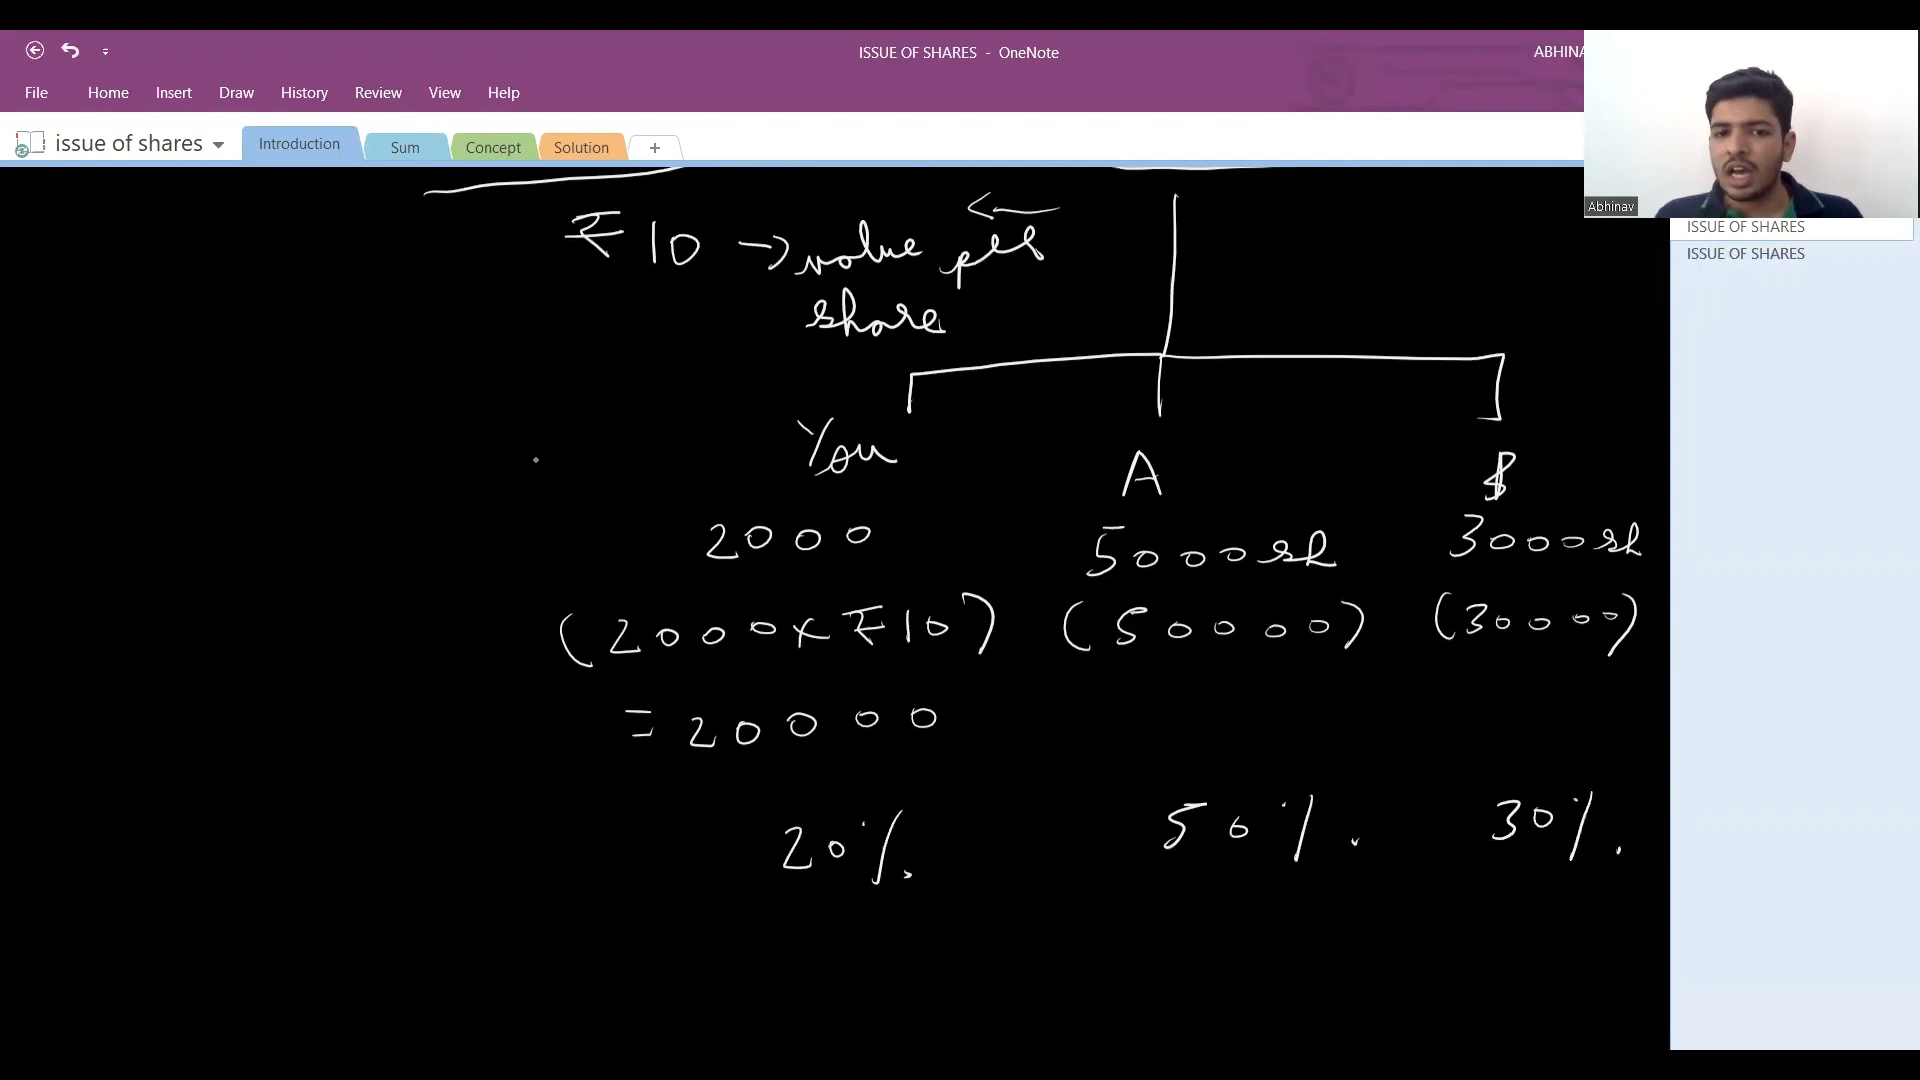 ISSUE OF SHARES - OneNote
ABHINA
File Home Insert Draw History Review View Help
issue of shares Introduction Sum Concept Solution +
Abhinav
ISSUE OF SHARES
ISSUE OF SHARES
₹ 10 → value per
share
You A
2000 5000sh 3000sh
(2000 x ₹10) (50000) (30000)
= 20000
20%. 50%. 30%.